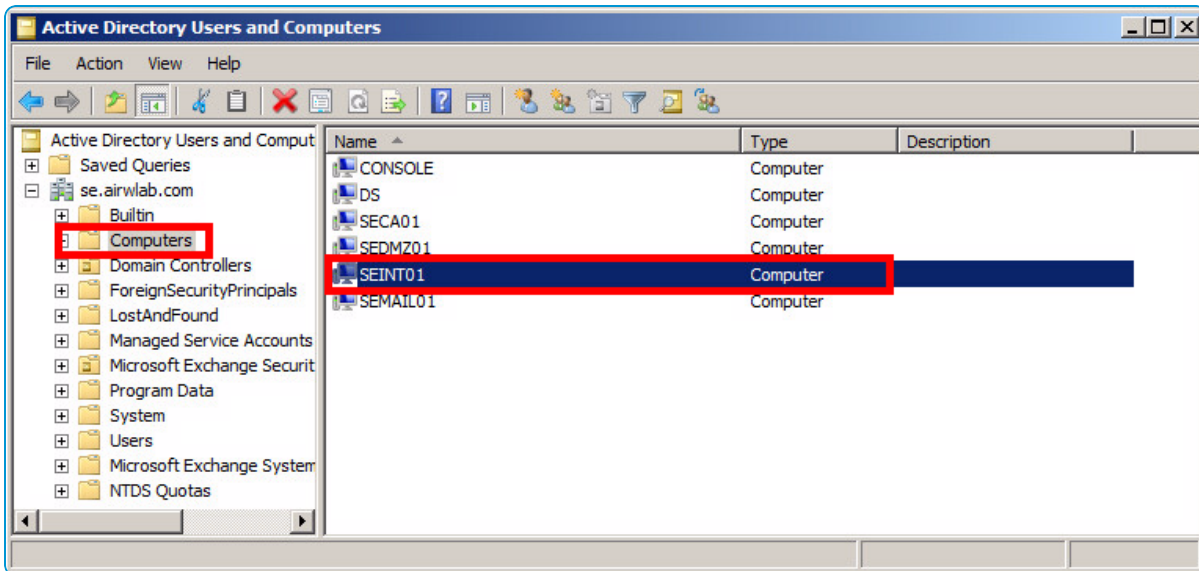 Active Directory Users and Computers
File Action View Help
Active Directory Users and Comput
Saved Queries
se.airwlab.com
Builtin
Computers
Domain Controllers
ForeignSecurityPrincipals
LostAndFound
Managed Service Accounts
Microsoft Exchange Securit
Program Data
System
Users
Microsoft Exchange System
NTDS Quotas
Name Type Description
CONSOLE Computer
DS Computer
SECA01 Computer
SEDMZ01 Computer
SEINT01 Computer
SEMAIL01 Computer